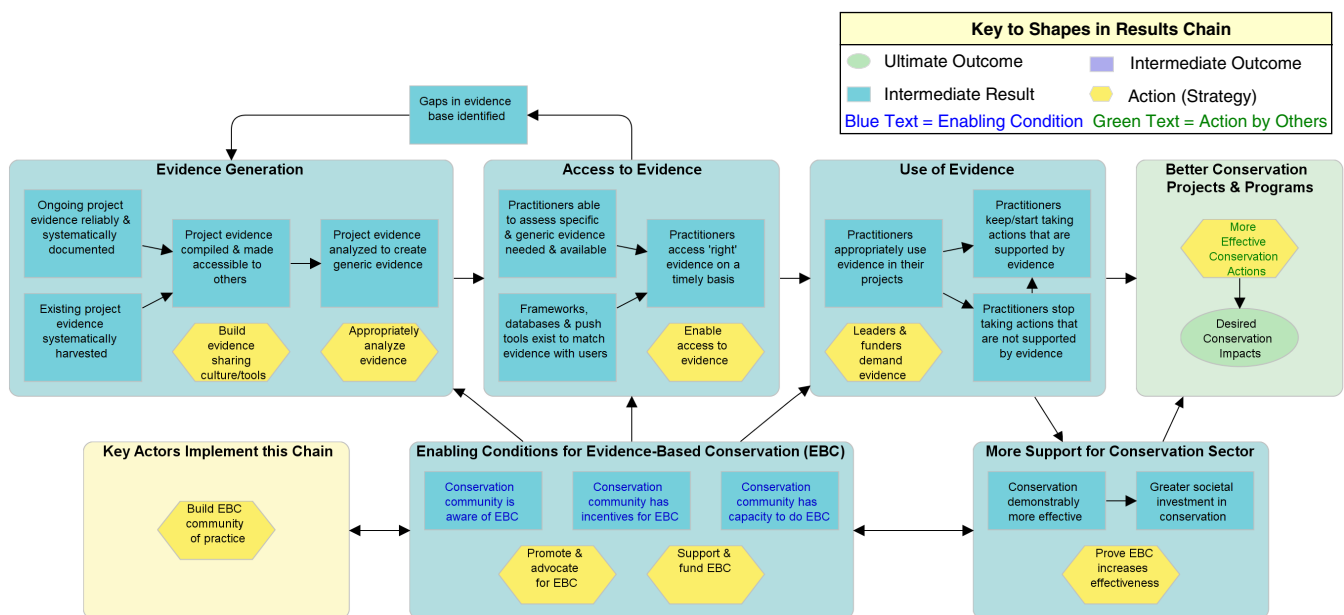 Key to Shapes in Results Chain
Ultimate Outcome
Intermediate Outcome
Intermediate Result
Action (Strategy)
Blue Text = Enabling Condition
Green Text = Action by Others
Gaps in evidence
base identified
Evidence Generation
Ongoing project
evidence reliably &
systematically
documented
Existing project
evidence
systematically
harvested
Project evidence
compiled & made
accessible to
others
Project evidence
analyzed to create
generic evidence
Build
evidence
sharing
culture/tools
Appropriately
analyze
evidence
Access to Evidence
Practitioners able
to assess specific
& generic evidence
needed & available
Frameworks,
databases & push
tools exist to match
evidence with users
Practitioners
access 'right'
evidence on a
timely basis
Enable
access to
evidence
Use of Evidence
Practitioners
appropriately use
evidence in their
projects
Practitioners
keep/start taking
actions that are
supported by
evidence
Practitioners stop
taking actions that
are not supported
by evidence
Leaders &
funders
demand
evidence
Better Conservation
Projects & Programs
More
Effective
Conservation
Actions
Desired
Conservation
Impacts
Key Actors Implement this Chain
Build EBC
community
of practice
Enabling Conditions for Evidence-Based Conservation (EBC)
Conservation
community is
aware of EBC
Conservation
community has
incentives for EBC
Conservation
community has
capacity to do EBC
Promote &
advocate
for EBC
Support &
fund EBC
More Support for Conservation Sector
Conservation
demonstrably
more effective
Greater societal
investment in
conservation
Prove EBC
increases
effectiveness